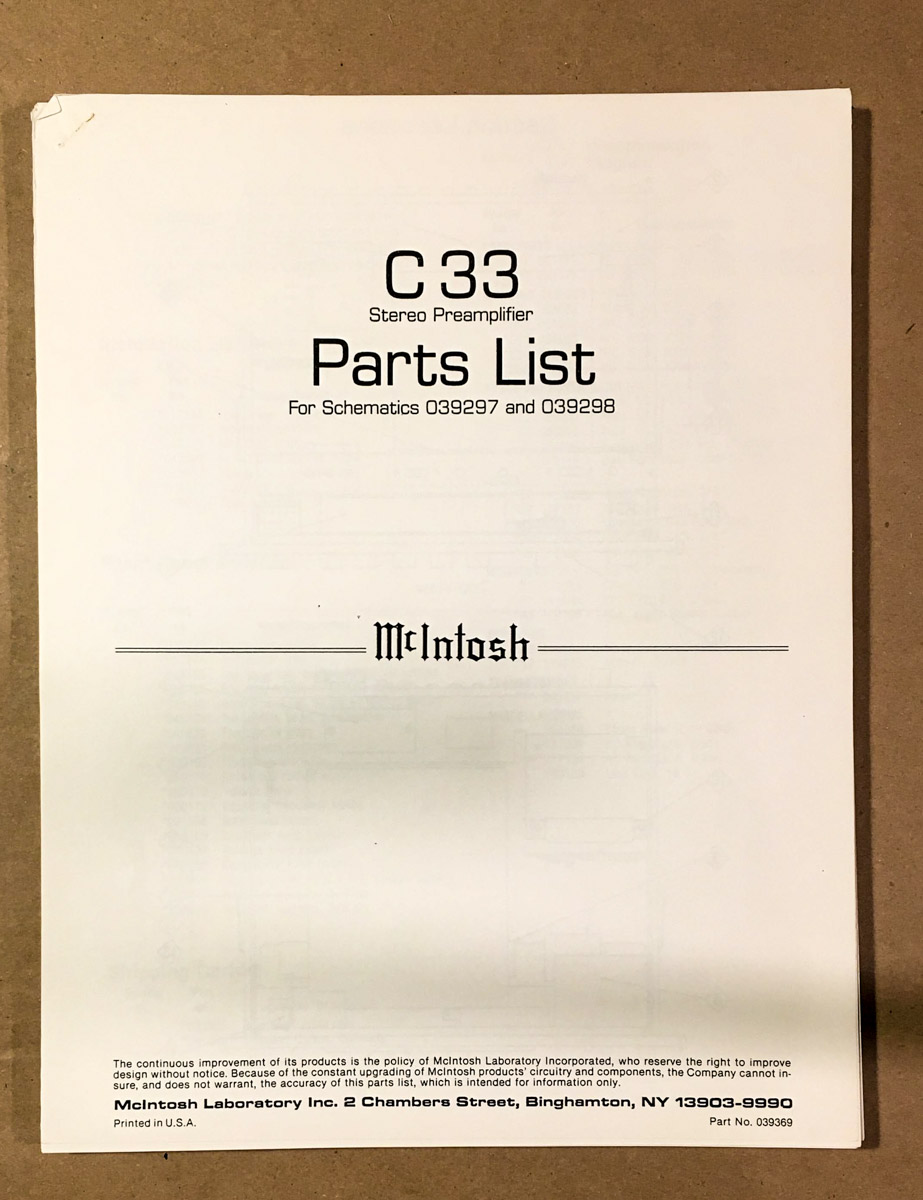 C 33
Stereo Preamplifier
Parts List
For Schematics 039297 and 039298
McIntosh
The continuous improvement of its products is the policy of McIntosh Laboratory Incorporated, who reserve the right to improve
design without notice. Because of the constant upgrading of McIntosh products' circuitry and components, the Company cannot in-
sure, and does not warrant, the accuracy of this parts list, which is intended for information only.
McIntosh Laboratory Inc. 2 Chambers Street, Binghamton, NY 13903-9990
Printed in U.S.A. Part No. 039369